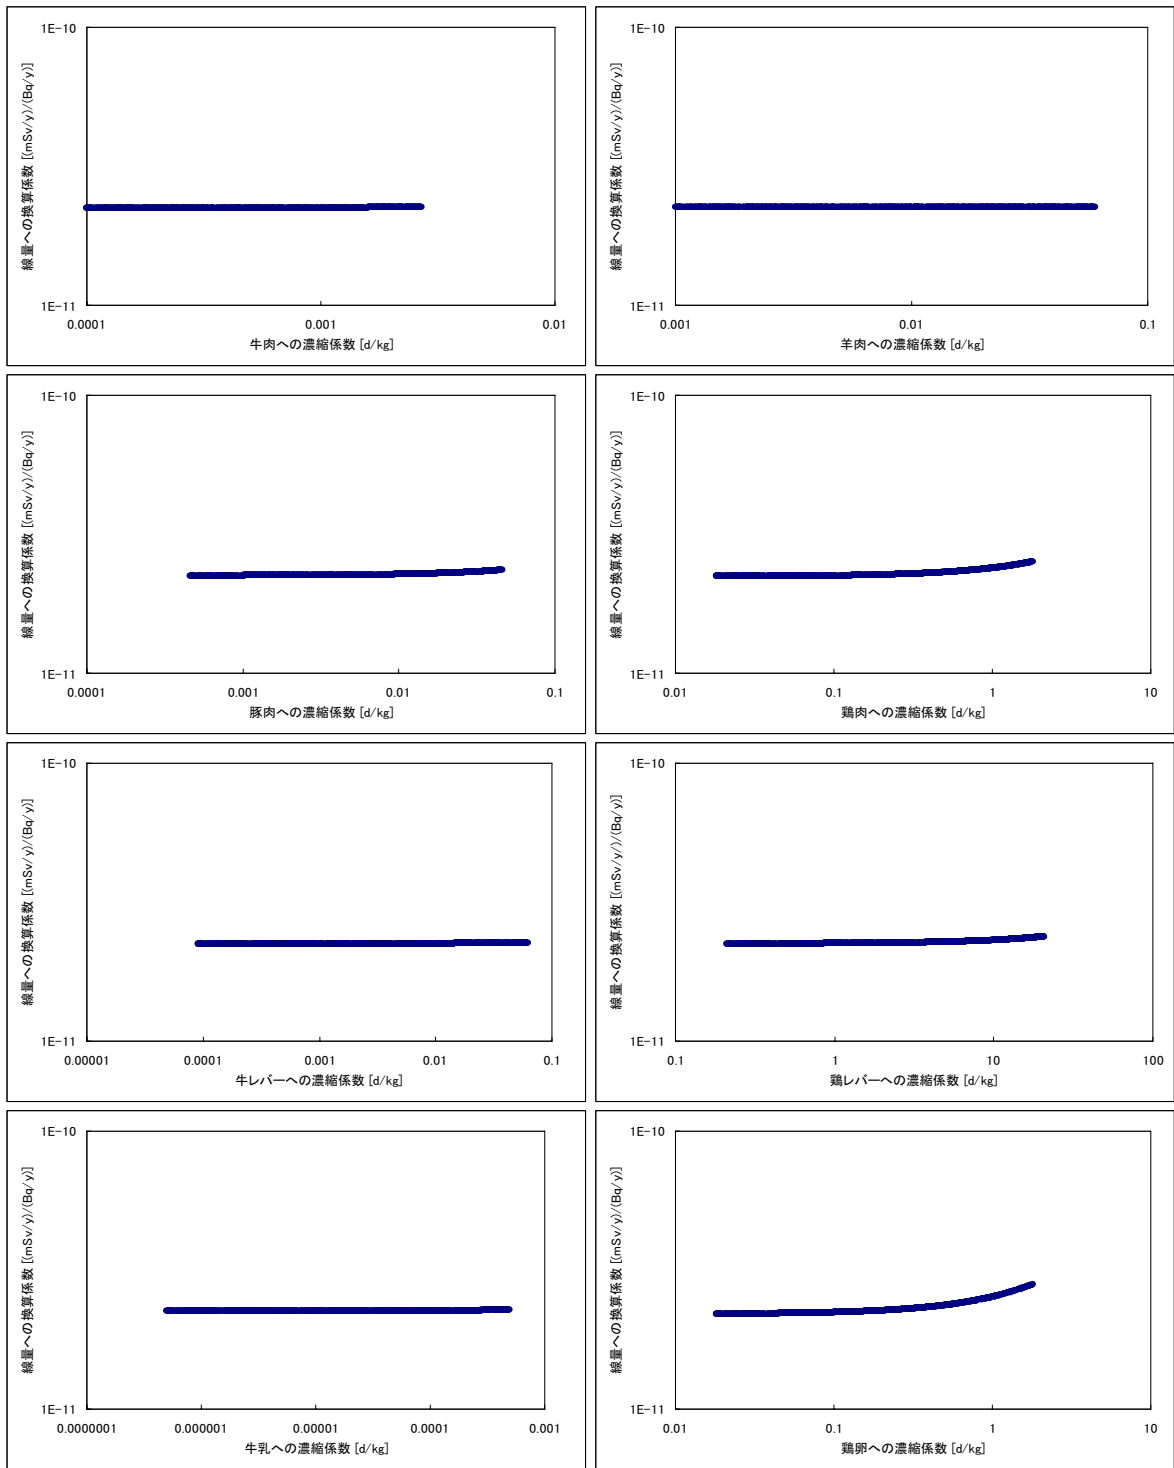 1E-10
線量への換算係数 [(mSv/y)/(Bq/y)]
1E-11
0.0001
0.001
0.01
牛肉への濃縮係数 [d/kg]
1E-10
線量への換算係数 [(mSv/y)/(Bq/y)]
1E-11
0.001
0.01
0.1
羊肉への濃縮係数 [d/kg]
1E-10
線量への換算係数 [(mSv/y)/(Bq/y)]
1E-11
0.0001
0.001
0.01
0.1
豚肉への濃縮係数 [d/kg]
1E-10
線量への換算係数 [(mSv/y)/(Bq/y)]
1E-11
0.01
0.1
1
10
鶏肉への濃縮係数 [d/kg]
1E-10
線量への換算係数 [(mSv/y)/(Bq/y)]
1E-11
0.00001
0.0001
0.001
0.01
0.1
牛レバーへの濃縮係数 [d/kg]
1E-10
線量への換算係数 [(mSv/y/)/(Bq/y)]
1E-11
0.1
1
10
100
鶏レバーへの濃縮係数 [d/kg]
1E-10
線量への換算係数 [(mSv/y)/(Bq/y)]
1E-11
0.0000001
0.000001
0.00001
0.0001
0.001
牛乳への濃縮係数 [d/kg]
1E-10
線量への換算係数 [(mSv/y)/(Bq/y)]
1E-11
0.01
0.1
1
10
鶏卵への濃縮係数 [d/kg]